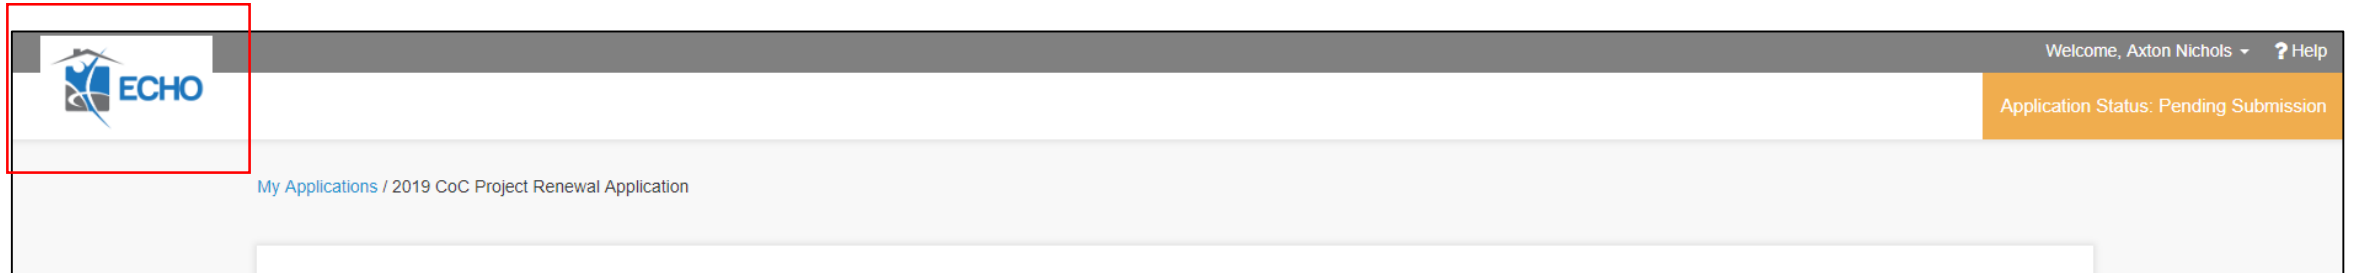 Welcome, Axton Nichols ? Help
ECHO
Application Status: Pending Submission
My Applications / 2019 CoC Project Renewal Application